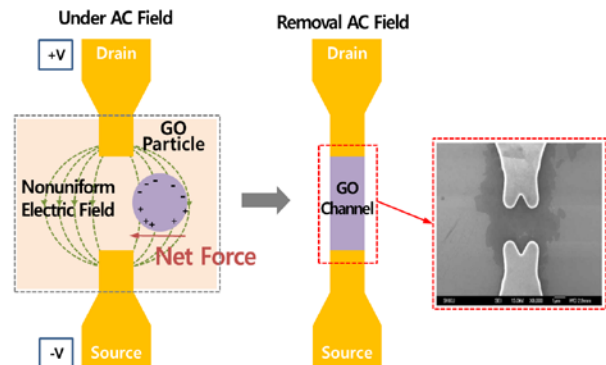 Under AC Field
Removal AC Field
+V
Drain
Drain
GO
Particle
Nonuniform
Electric Field
Net Force
GO
Channel
-V
Source
Source